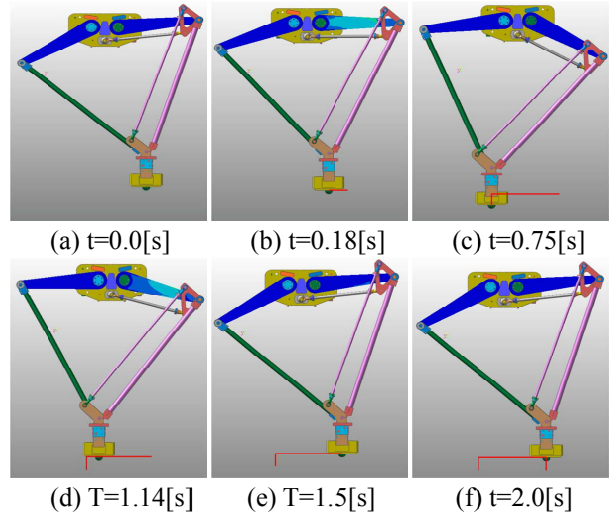 (a) t=0.0[s]
(b) t=0.18[s]
(c) t=0.75[s]
(d) T=1.14[s]
(e) T=1.5[s]
(f) t=2.0[s]